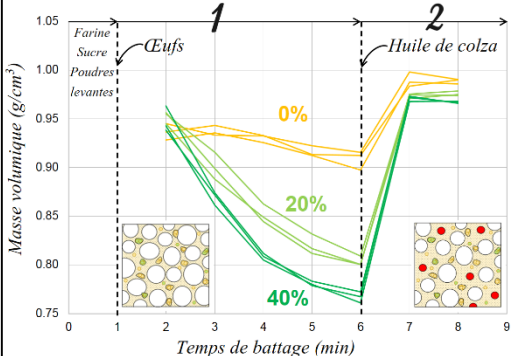 1 2
Farine
Sucre
Poudres
levantes
Œufs
Huile de colza
0%
20%
40%
Masse volumique (g/cm³)
1.05
1.00
0.95
0.90
0.85
0.80
0.75
0 1 2 3 4 5 6 7 8 9
Temps de battage (min)